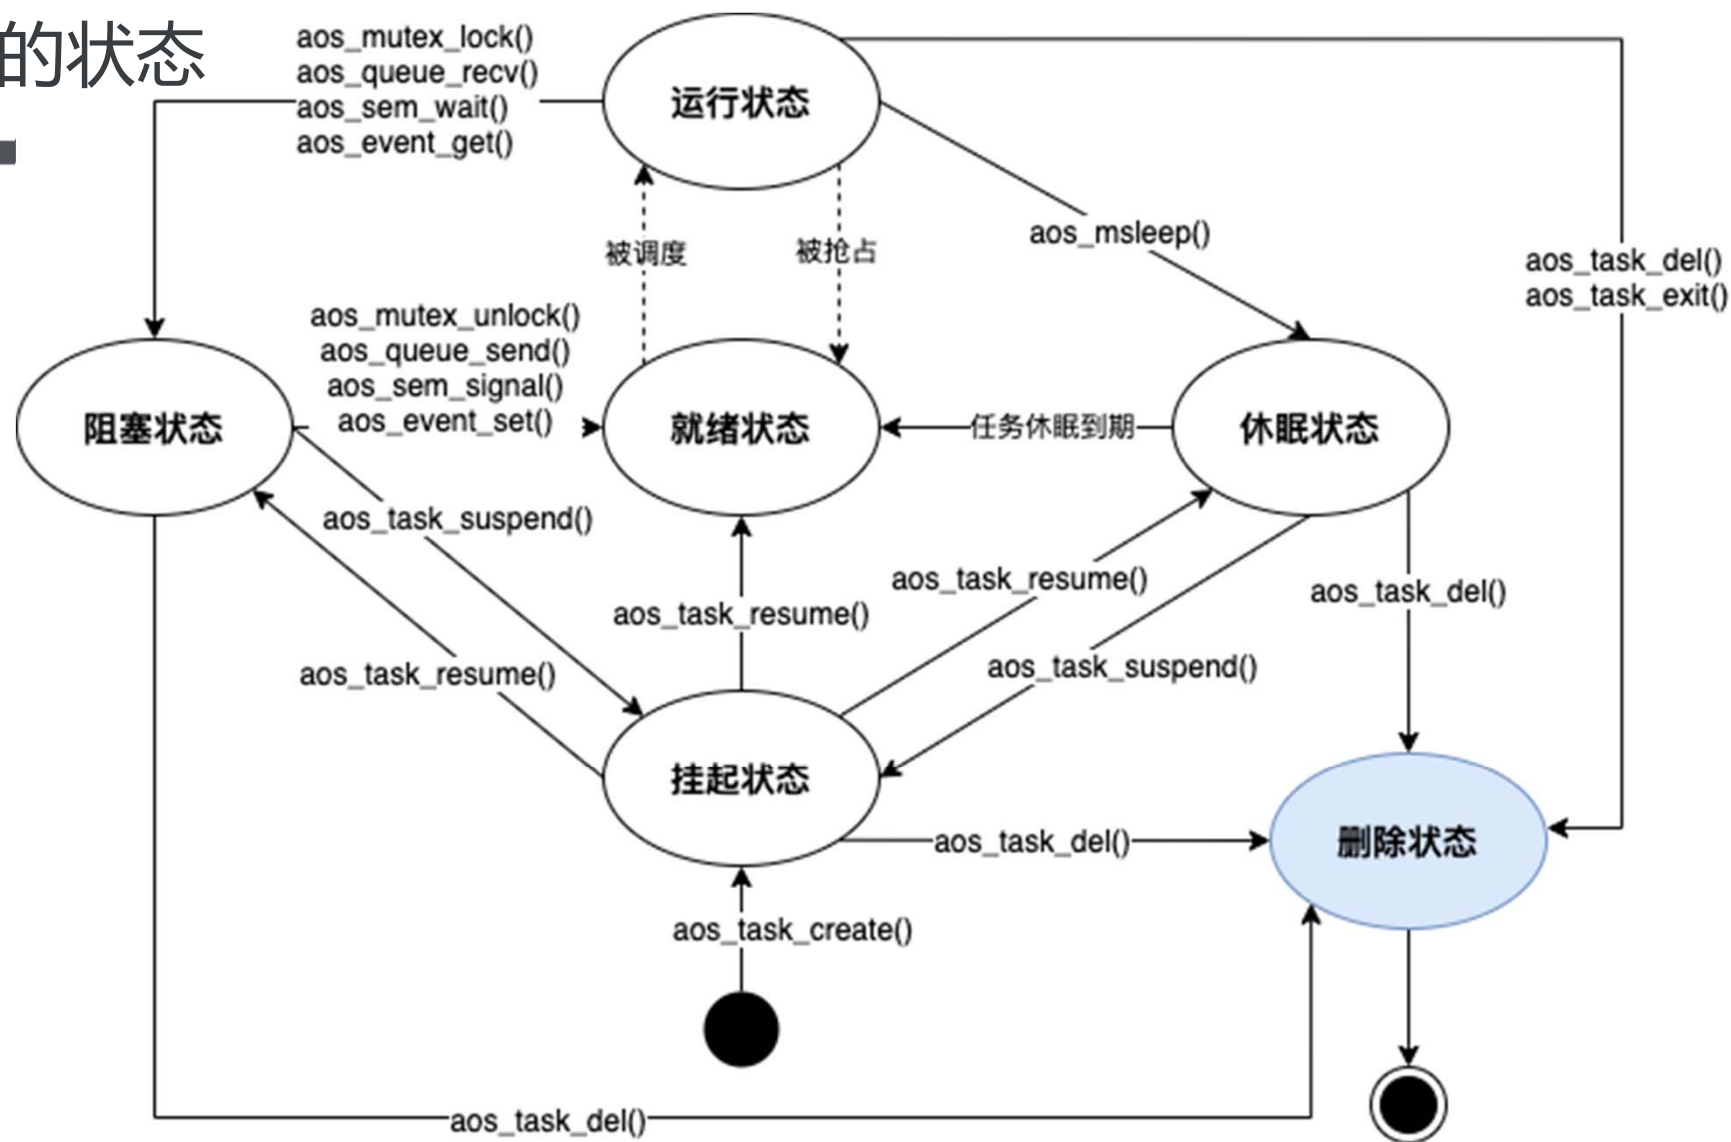 的状态
aos_mutex_lock()
aos_queue_recv()
aos_sem_wait()
aos_event_get()
运行状态
aos_msleep()
被调度
被抢占
aos_task_del()
aos_task_exit()
aos_mutex_unlock()
aos_queue_send()
aos_sem_signal()
aos_event_set()
阻塞状态
就绪状态
任务休眠到期
休眠状态
aos_task_suspend()
aos_task_resume()
aos_task_resume()
aos_task_del()
aos_task_resume()
aos_task_suspend()
挂起状态
aos_task_del()
删除状态
aos_task_create()
aos_task_del()